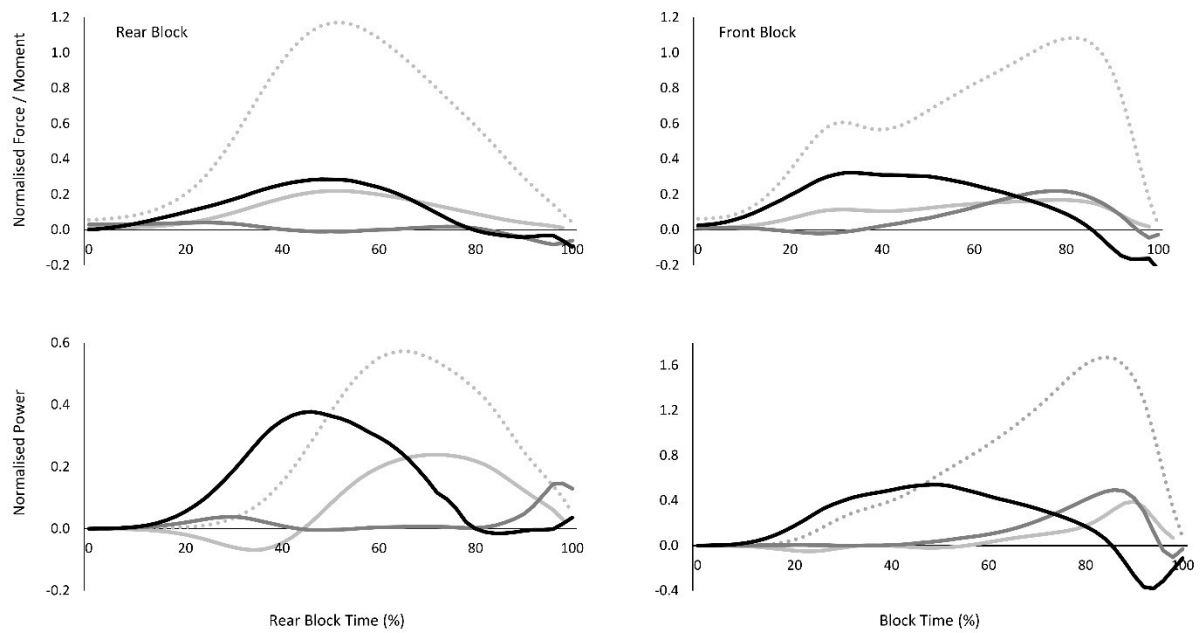 Rear Block
Normalised Force / Moment
1.2
1.0
0.8
0.6
0.4
0.2
0.0
-0.2
0 20 40 60 80 100
Front Block
1.2
1.0
0.8
0.6
0.4
0.2
0.0
-0.2
0 20 40 60 80 100
Normalised Power
0.6
0.4
0.2
0.0
-0.2
0 20 40 60 80 100
Rear Block Time (%)
1.6
1.2
0.8
0.4
0.0
-0.4
0 20 40 60 80 100
Block Time (%)